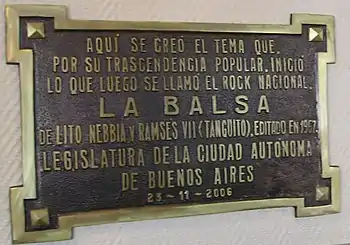 AQUÍ SE CREÓ EL TEMA QUE,
POR SU TRASCENDENCIA POPULAR, INICIÓ
LO QUE LUEGO SE LLAMÓ EL ROCK NACIONAL.
LA BALSA
DE LITO NEBBIA Y RAMSES VII (TANGUITO), EDITADO EN 1967.
LEGISLATURA DE LA CIUDAD AUTÓNOMA
DE BUENOS AIRES
23-11-2006